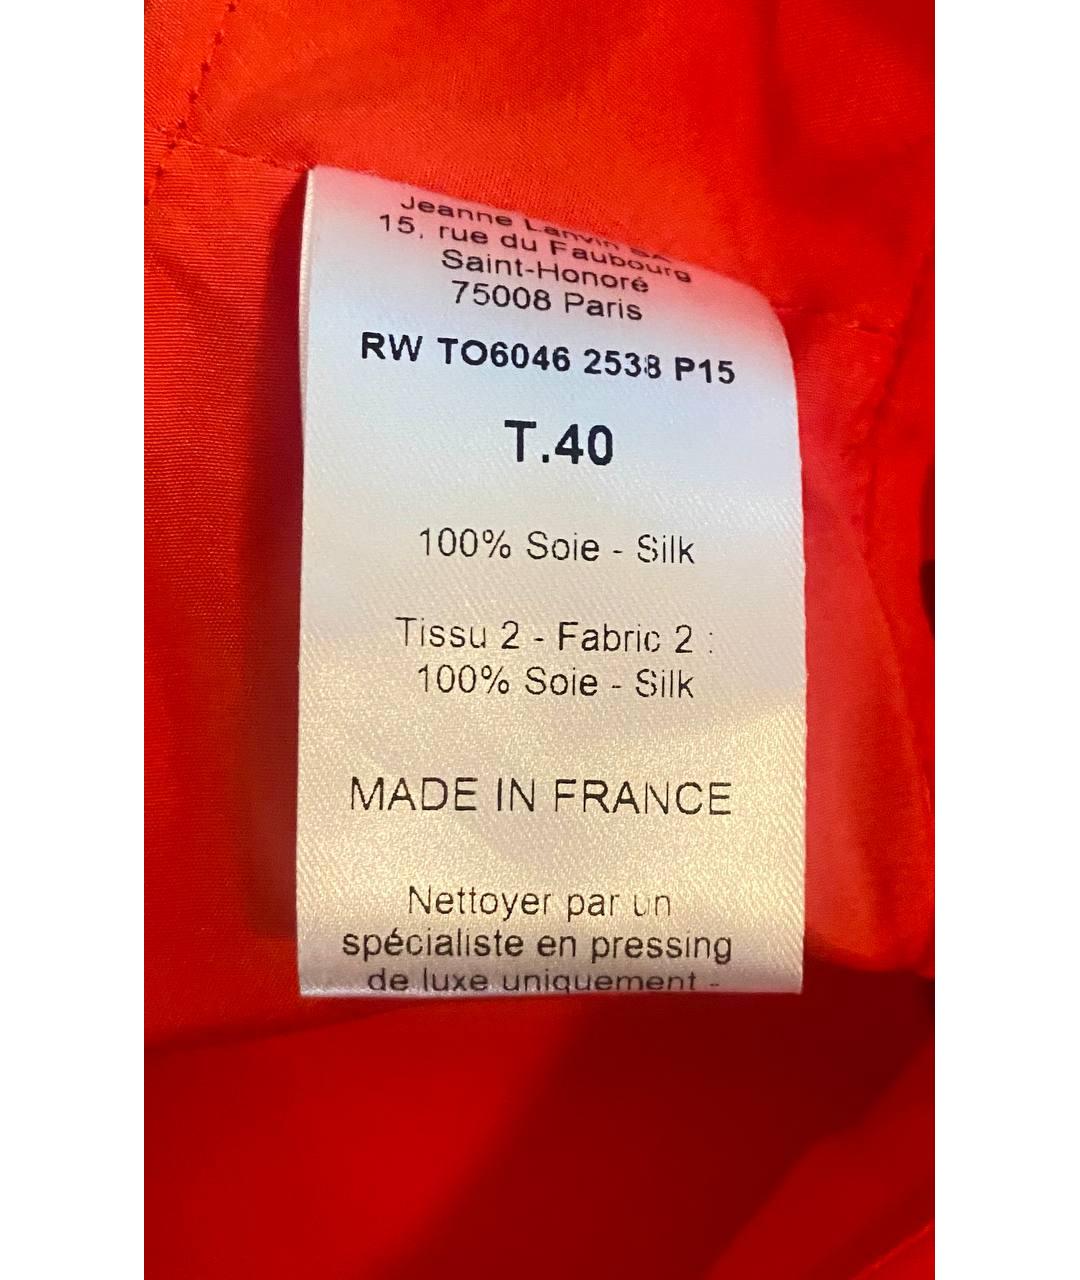 Jeanne Lanvin SA
15, rue du Faubourg
Saint-Honoré
75008 Paris
RW TO6046 2538 P15
T.40
100% Soie - Silk
Tissu 2 - Fabric 2 :
100% Soie - Silk
MADE IN FRANCE
Nettoyer par un
spécialiste en pressing
de luxe uniquement -